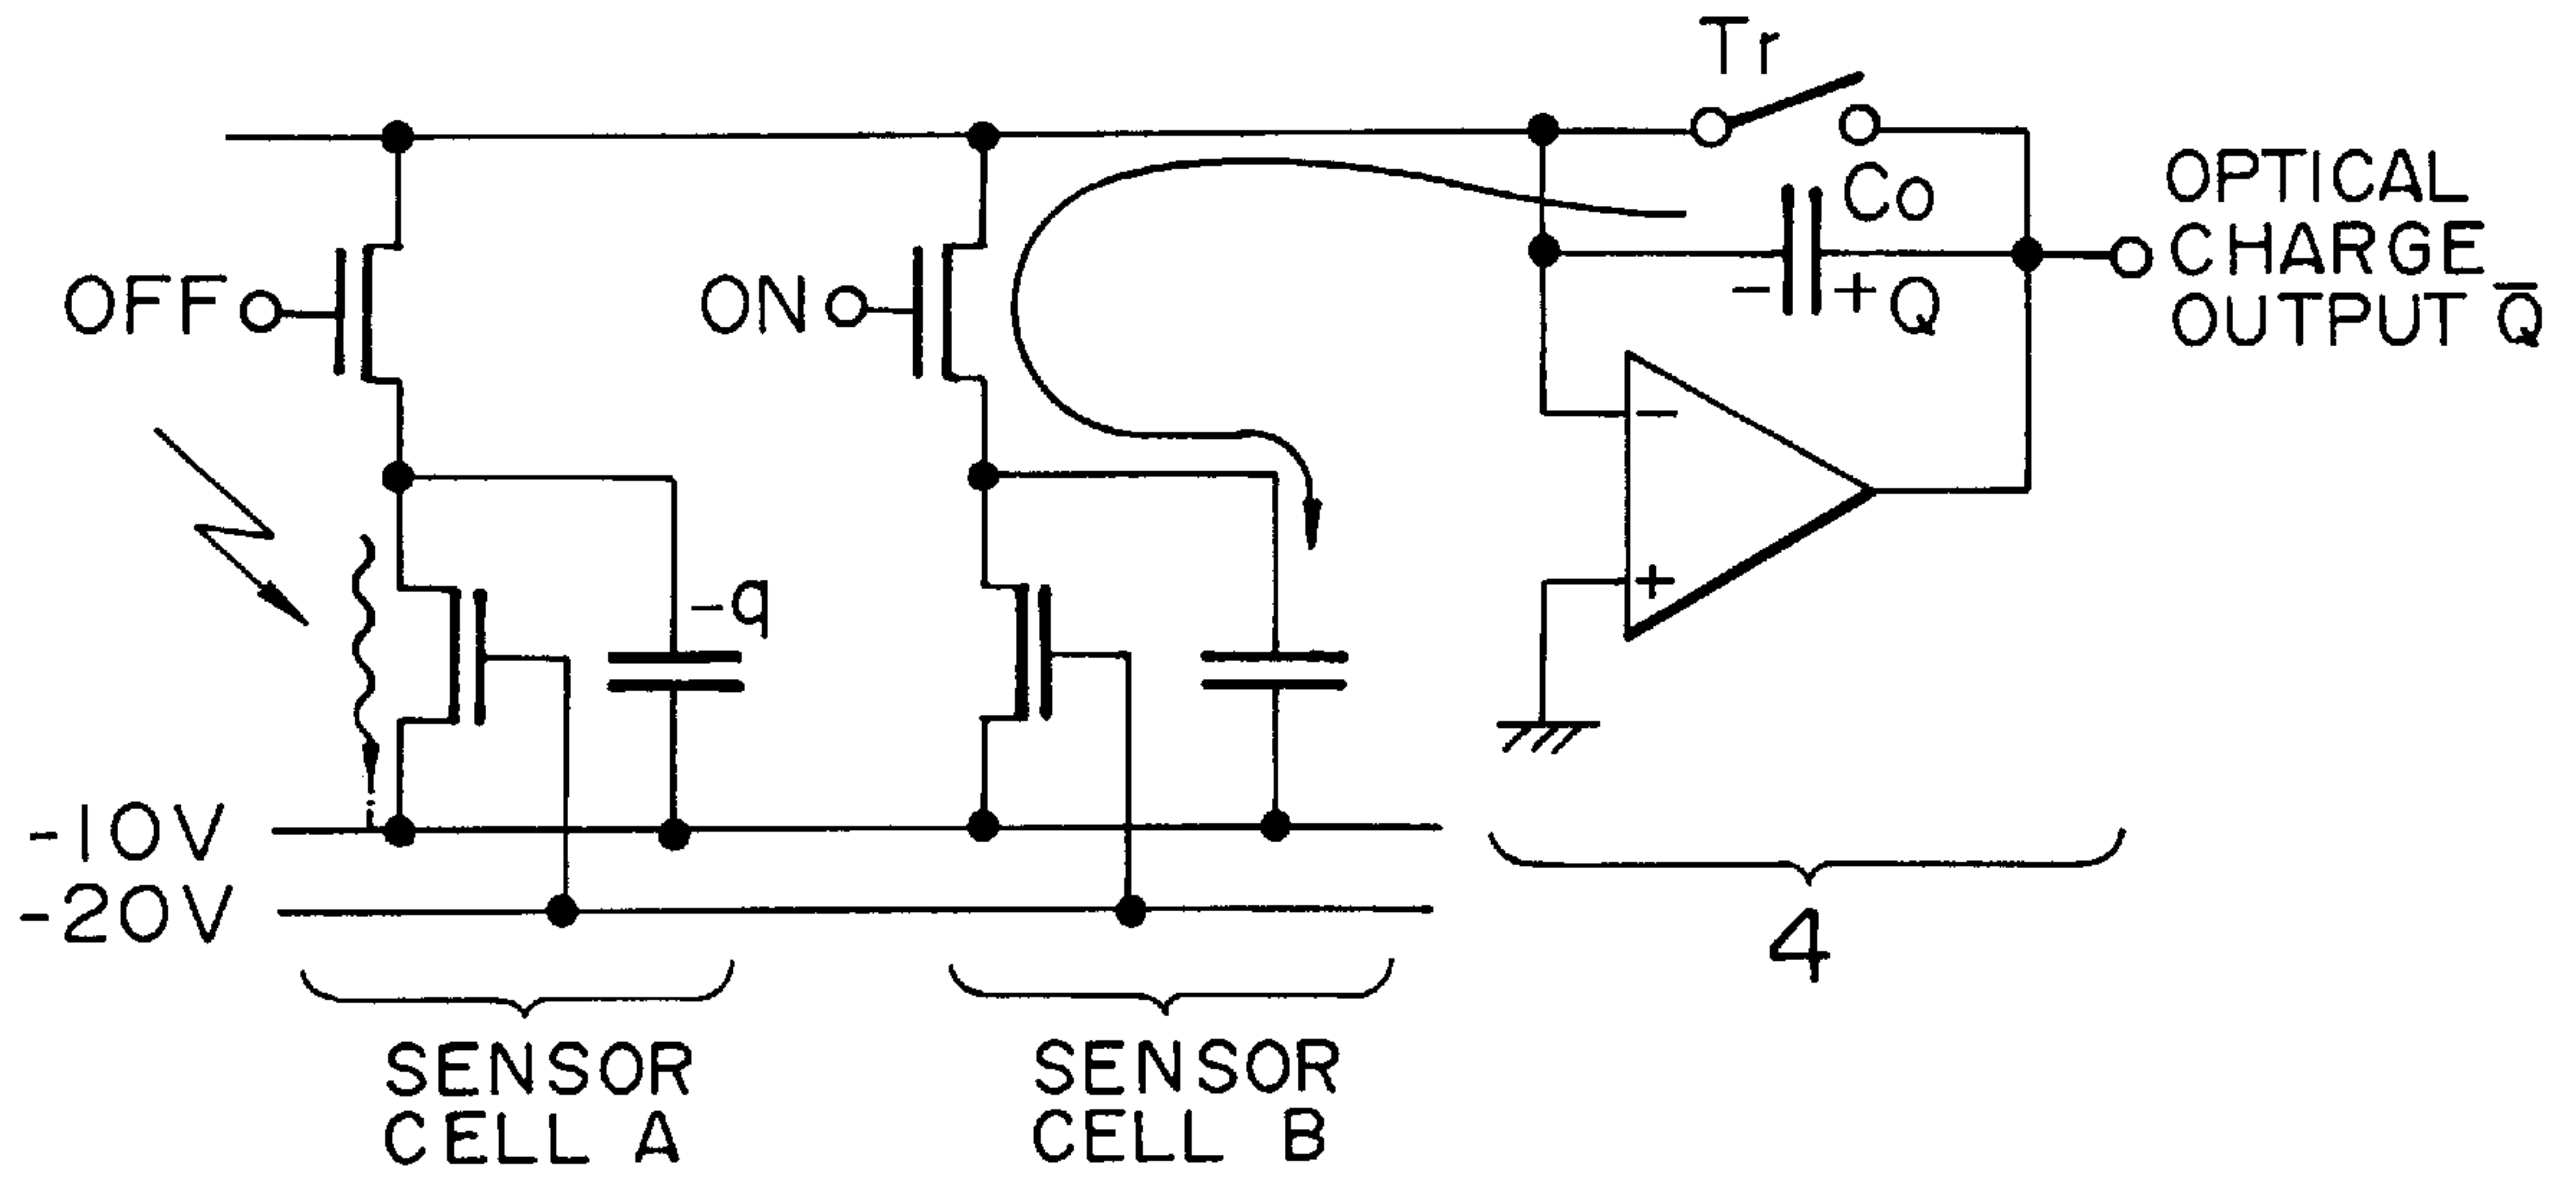 Tr
Co
OPTICAL
CHARGE
OUTPUT Q̅
OFF
ON
- + Q
−
+
-q
-10V
-20V
4
SENSOR
CELL A
SENSOR
CELL B